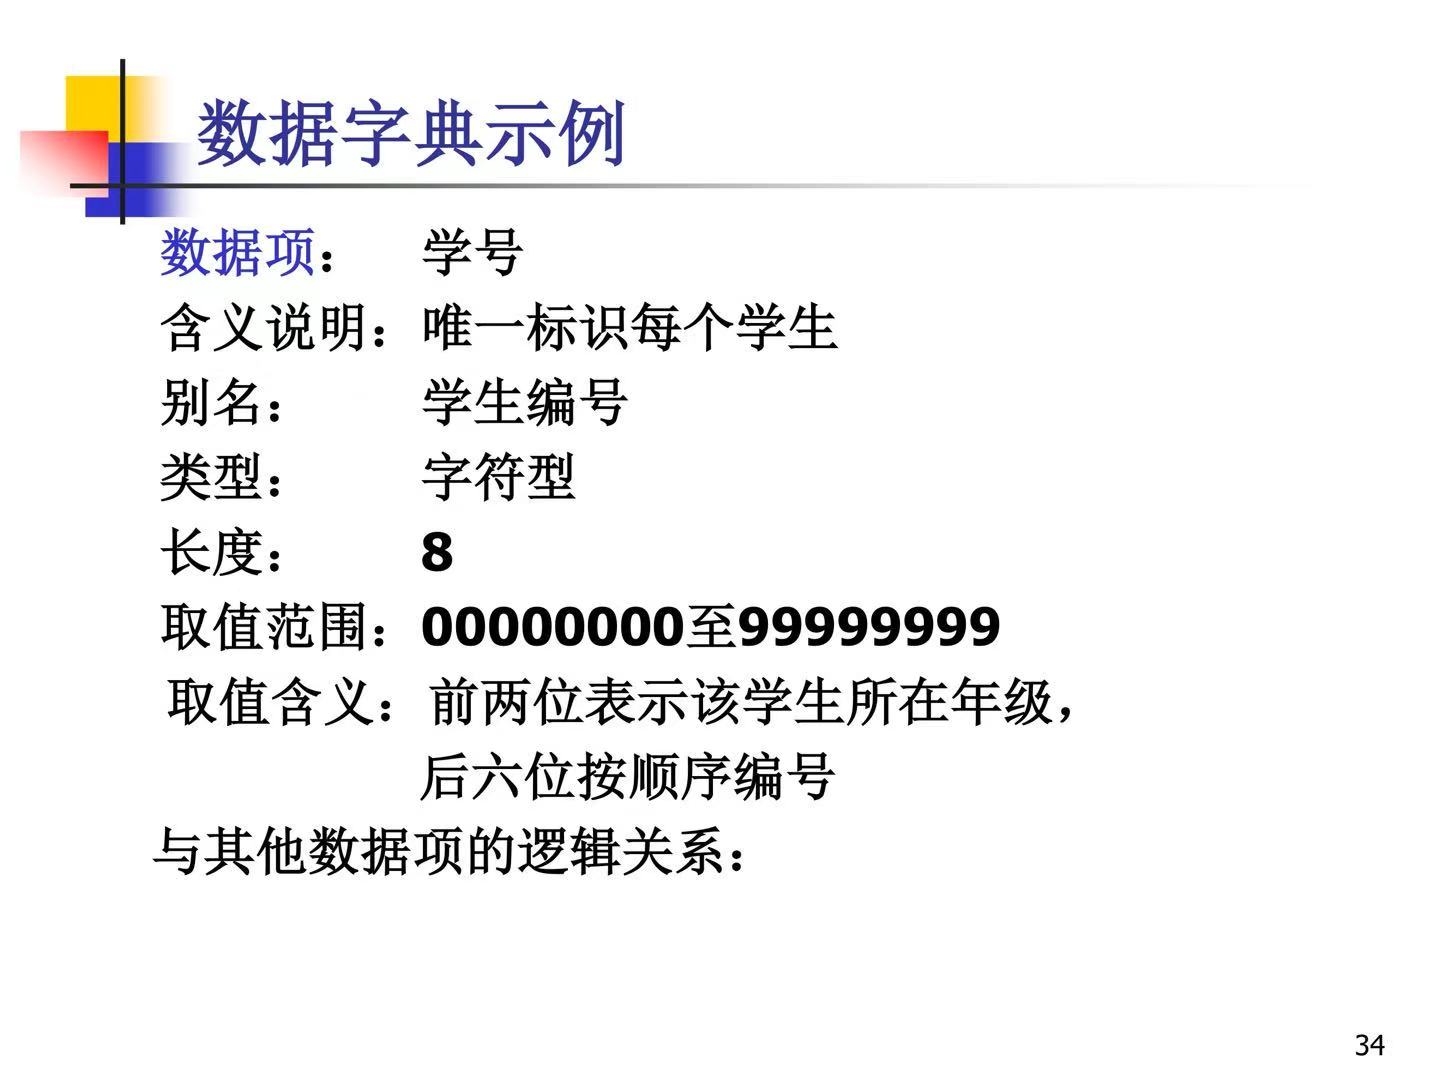 数据字典示例
数据项： 学号
含义说明：唯一标识每个学生
别名： 学生编号
类型： 字符型
长度： 8
取值范围：00000000至99999999
取值含义：前两位表示该学生所在年级，
后六位按顺序编号
与其他数据项的逻辑关系：
34